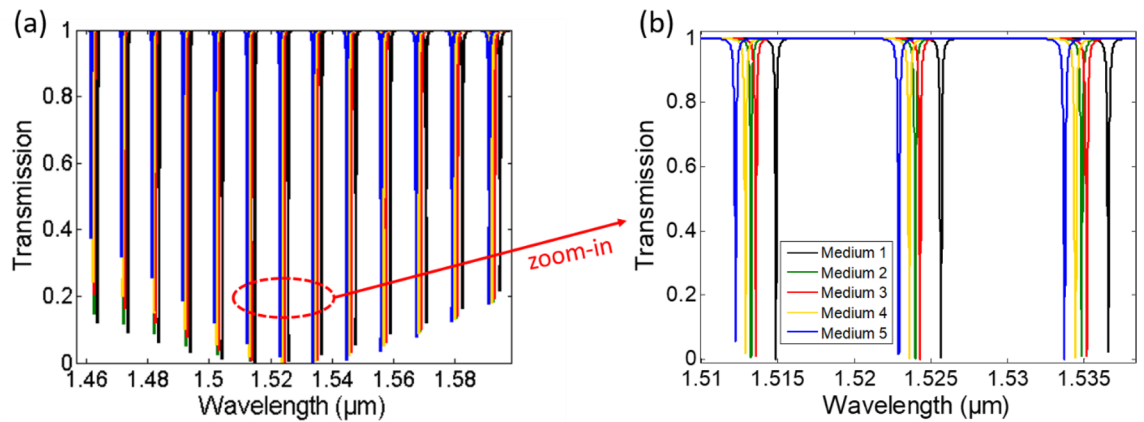 (a)
Transmission
1
0.8
0.6
0.4
0.2
0
1.46
1.48
1.5
1.52
1.54
1.56
1.58
Wavelength (μm)
zoom-in
(b)
Transmission
1
0.8
0.6
0.4
0.2
0
Medium 1
Medium 2
Medium 3
Medium 4
Medium 5
1.51
1.515
1.52
1.525
1.53
1.535
Wavelength (μm)